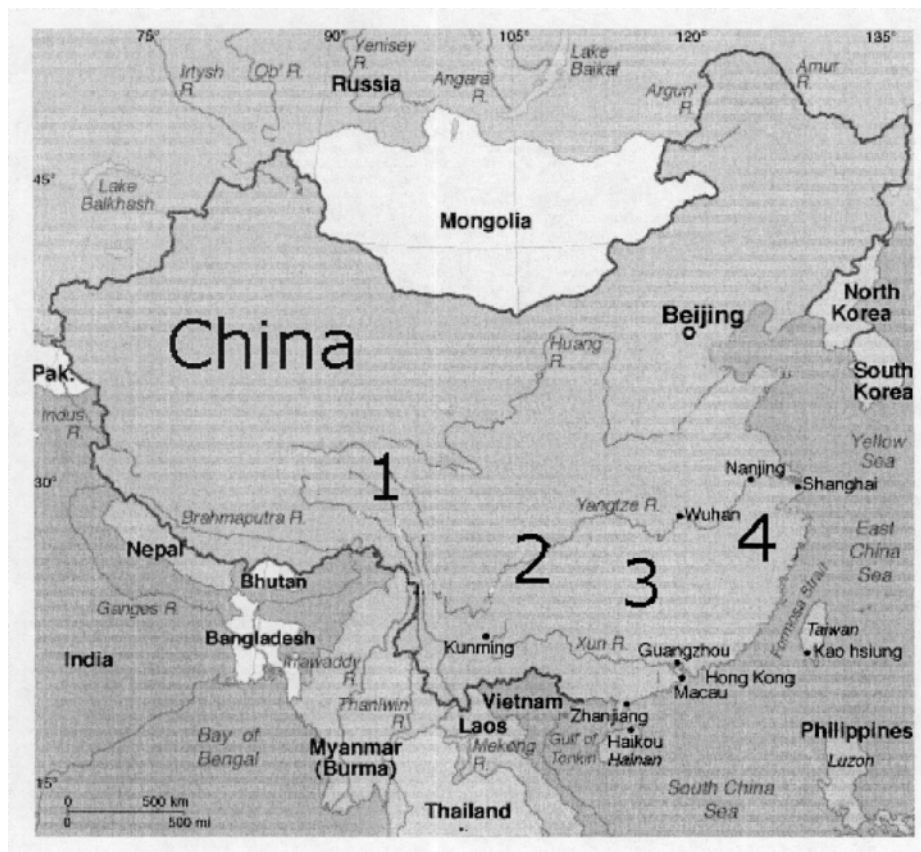 75°
90°
105°
120°
135°
Irtysh
R.
Ob' R.
Yenisey
R.
Russia
Angara
R.
Lake
Baikal
Argun'
R.
Amur
R.
45°
Lake
Balkhash
Mongolia
China
Beijing
North
Korea
South
Korea
Huang
R.
Pak.
Indus
R.
Yellow
Sea
30°
1
Nanjing
Shanghai
Yangtze R.
Wuhan
Brahmaputra R.
2
3
4
East
China
Sea
Nepal
Bhutan
Ganges R.
Formosa Strait
Taiwan
Kao hsiung
Bangladesh
India
Kunming
Xun R.
Guangzhou
Hong Kong
Macau
Irrawaddy
R.
Thanlwin
R.
Vietnam
Laos
Zhanjiang
Haikou
Hainan
Gulf of
Tonkin
Mekong
R.
Bay of
Bengal
Myanmar
(Burma)
Philippines
Luzon
South China
Sea
Thailand
15°
0
500 km
0
500 mi